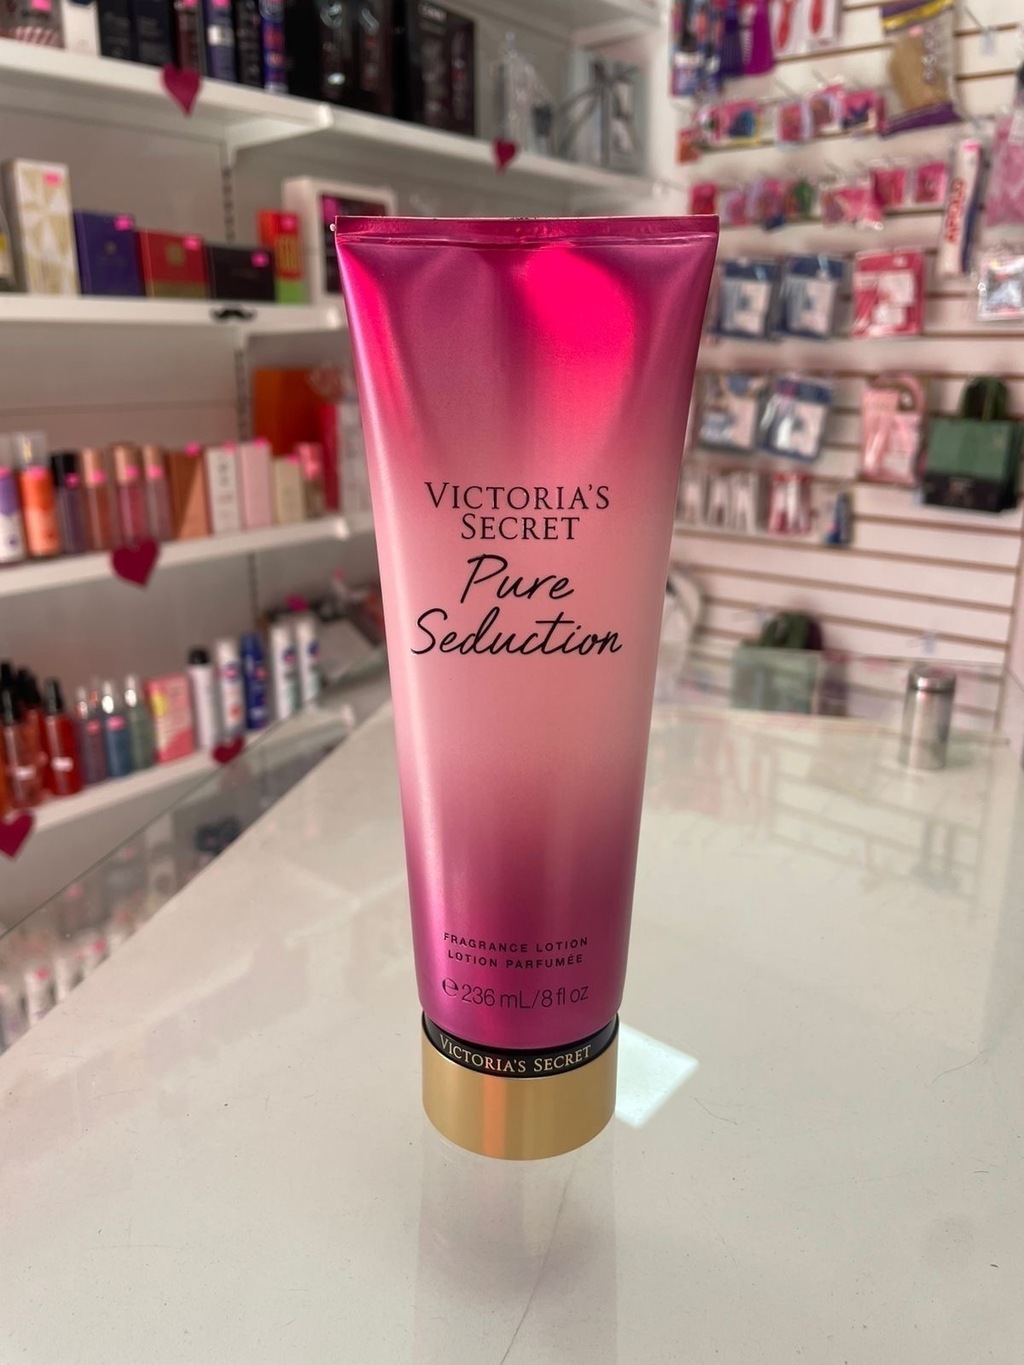 VICTORIA'S
SECRET
Pure
Seduction
FRAGRANCE LOTION
LOTION PARFUMÉE
℮236 mL/8 fl oz
VICTORIA'S SECRET